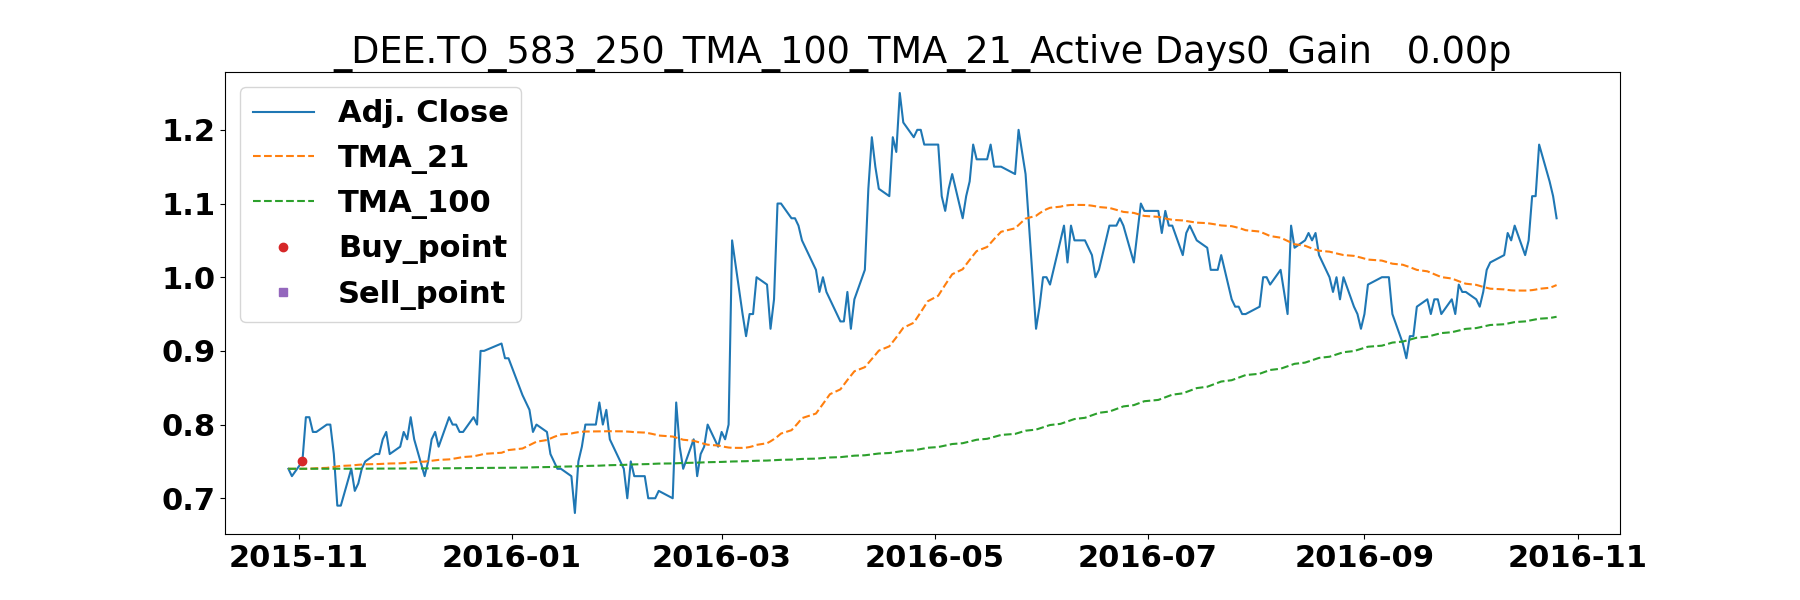 _DEE.TO_583_250_TMA_100_TMA_21_Active Days0_Gain   0.00p
Adj. Close
TMA_21
TMA_100
Buy_point
Sell_point
1.2
1.1
1.0
0.9
0.8
0.7
2015-11 2016-01 2016-03 2016-05 2016-07 2016-09 2016-11